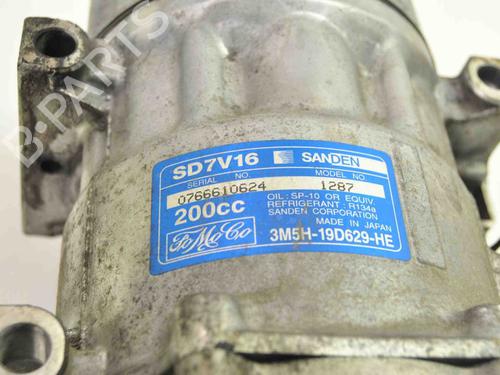 SD7V16 SANDEN
SERIAL NO. MODEL NO.
0766610624 1287
200CC
OIL : SP-10 OR EQUIV.
REFRIGERANT : R134a
SANDEN CORPORATION
MADE IN JAPAN
FoMoCo 3M5H-19D629-HE
B-PARTS